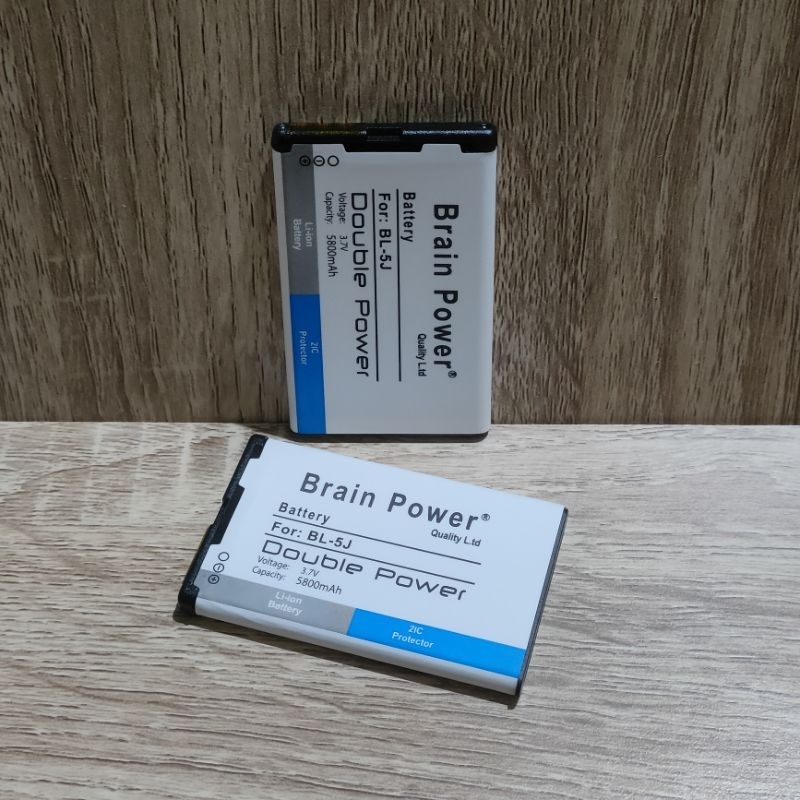 Brain Power®
Quality L.td
Battery
For: BL-5J
Double Power
Voltage: 3.7V
Capacity: 5800mAh
Li-ion
Battery
2IC
Protector
Brain Power®
Quality L.td
Battery
For: BL-5J
Double Power
Voltage: 3.7V
Capacity: 5800mAh
Li-ion
Battery
2IC
Protector